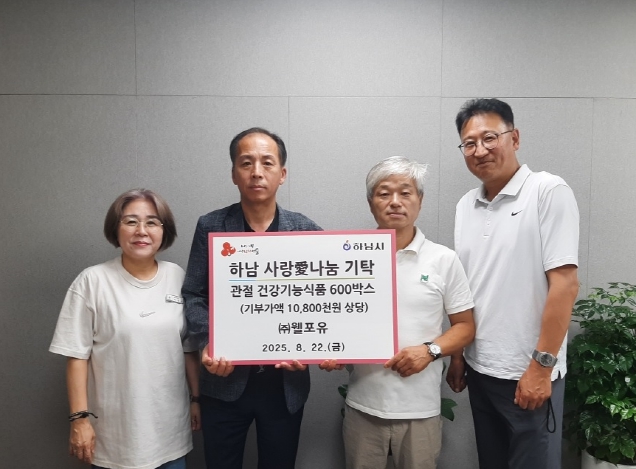 하남시
하남 사랑愛나눔 기탁
관절 건강기능식품 600박스
(기부가액 10,800천원 상당)
㈜웰포유
2025. 8. 22.(금)